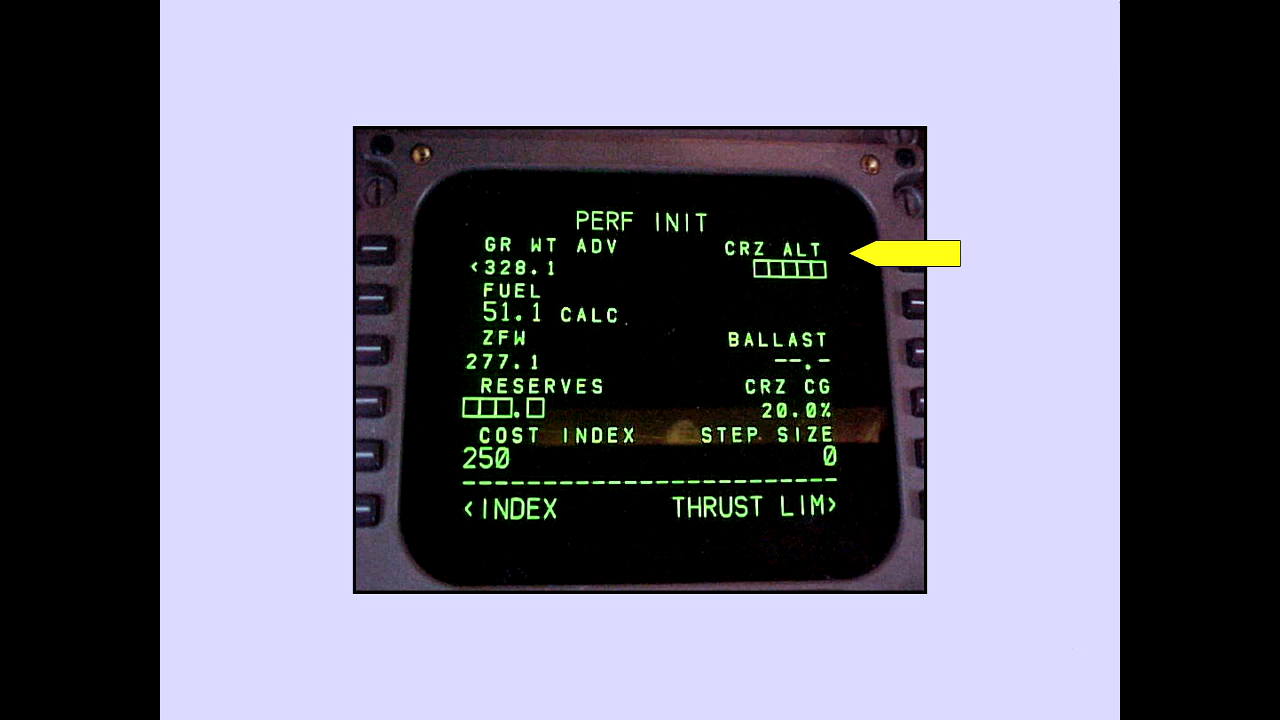 PERF INIT
GR WT ADV CRZ ALT
<328.1
FUEL
51.1 CALC
ZFW BALLAST
277.1 --.-
RESERVES CRZ CG
□□□.□ 20.0%
COST INDEX STEP SIZE
250 0
<INDEX THRUST LIM>